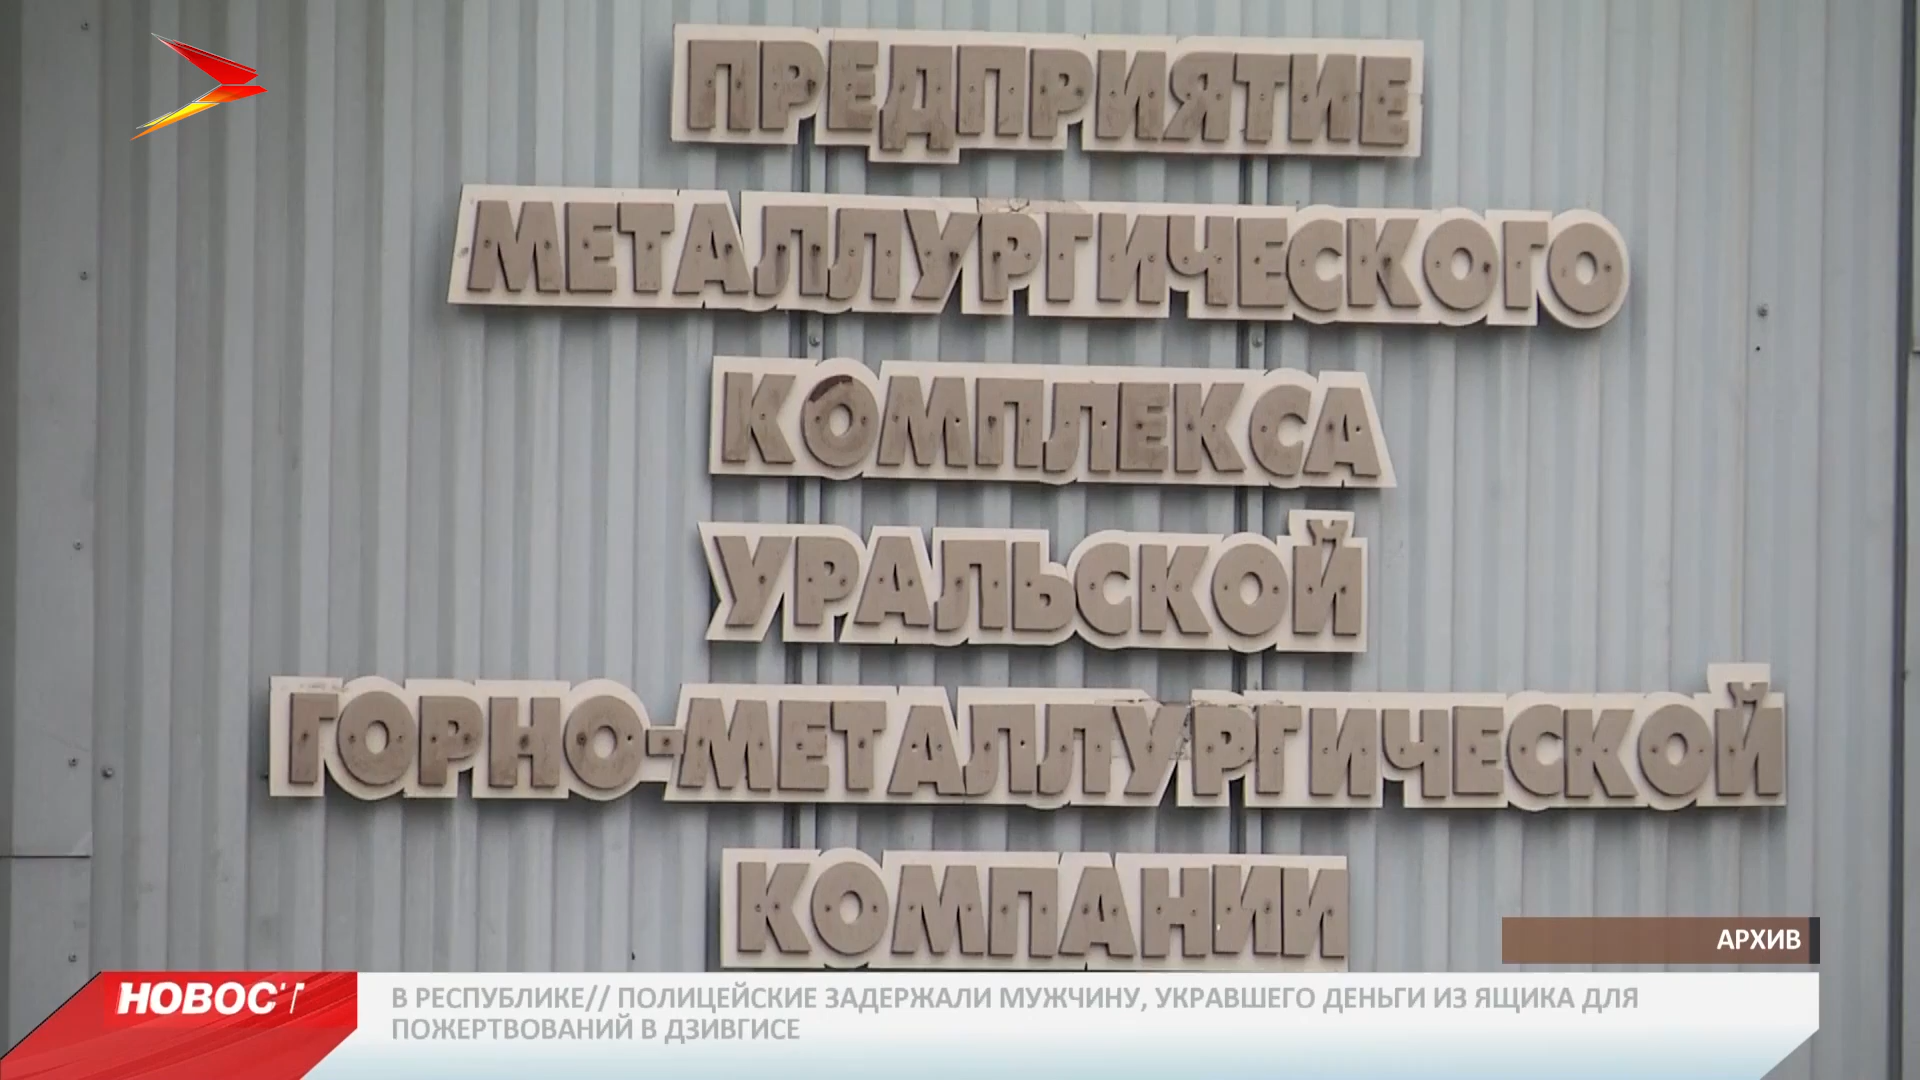 ПРЕДПРИЯТИЕ
МЕТАЛЛУРГИЧЕСКОГО
КОМПЛЕКСА
УРАЛЬСКОЙ
ГОРНО-МЕТАЛЛУРГИЧЕСКОЙ
КОМПАНИИ
АРХИВ
НОВОСТ
В РЕСПУБЛИКЕ// ПОЛИЦЕЙСКИЕ ЗАДЕРЖАЛИ МУЖЧИНУ, УКРАВШЕГО ДЕНЬГИ ИЗ ЯЩИКА ДЛЯ
ПОЖЕРТВОВАНИЙ В ДЗИВГИСЕ